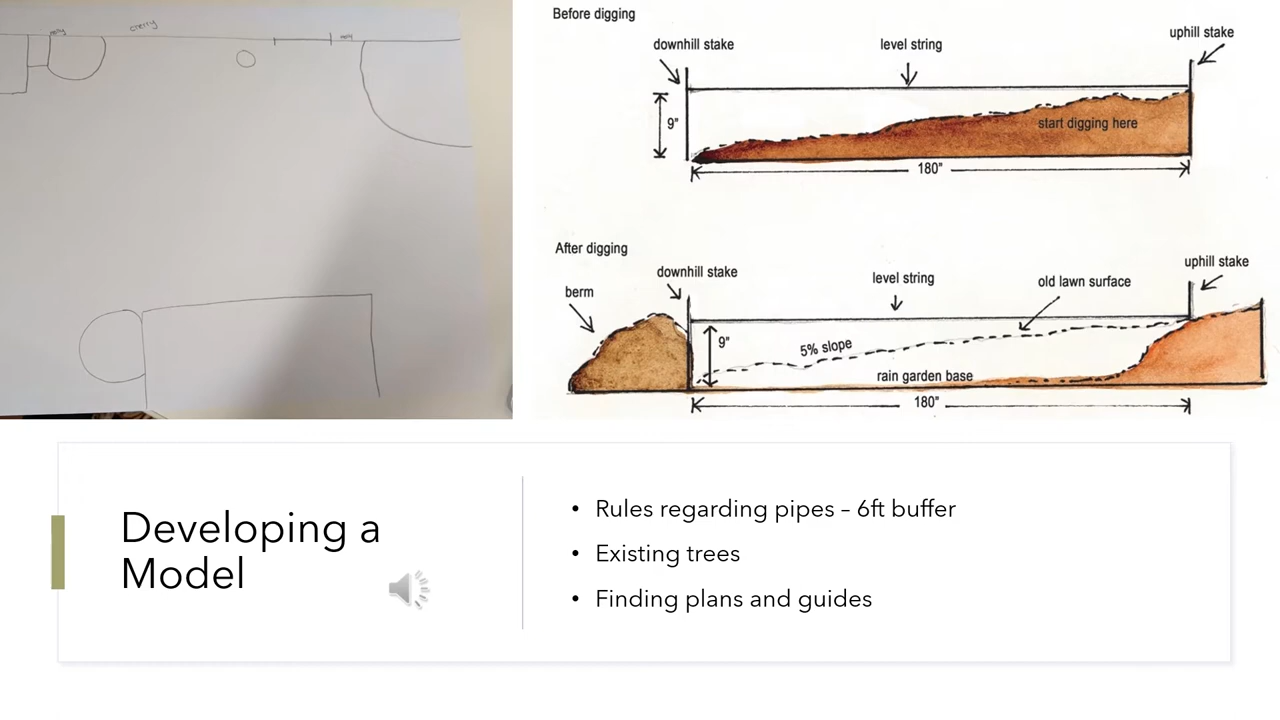 cherry
Before digging
downhill stake
level string
uphill stake
9"
start digging here
180"
After digging
downhill stake
level string
old lawn surface
uphill stake
berm
9"
5% slope
rain garden base
180"
Developing a
Model
• Rules regarding pipes – 6ft buffer
• Existing trees
• Finding plans and guides